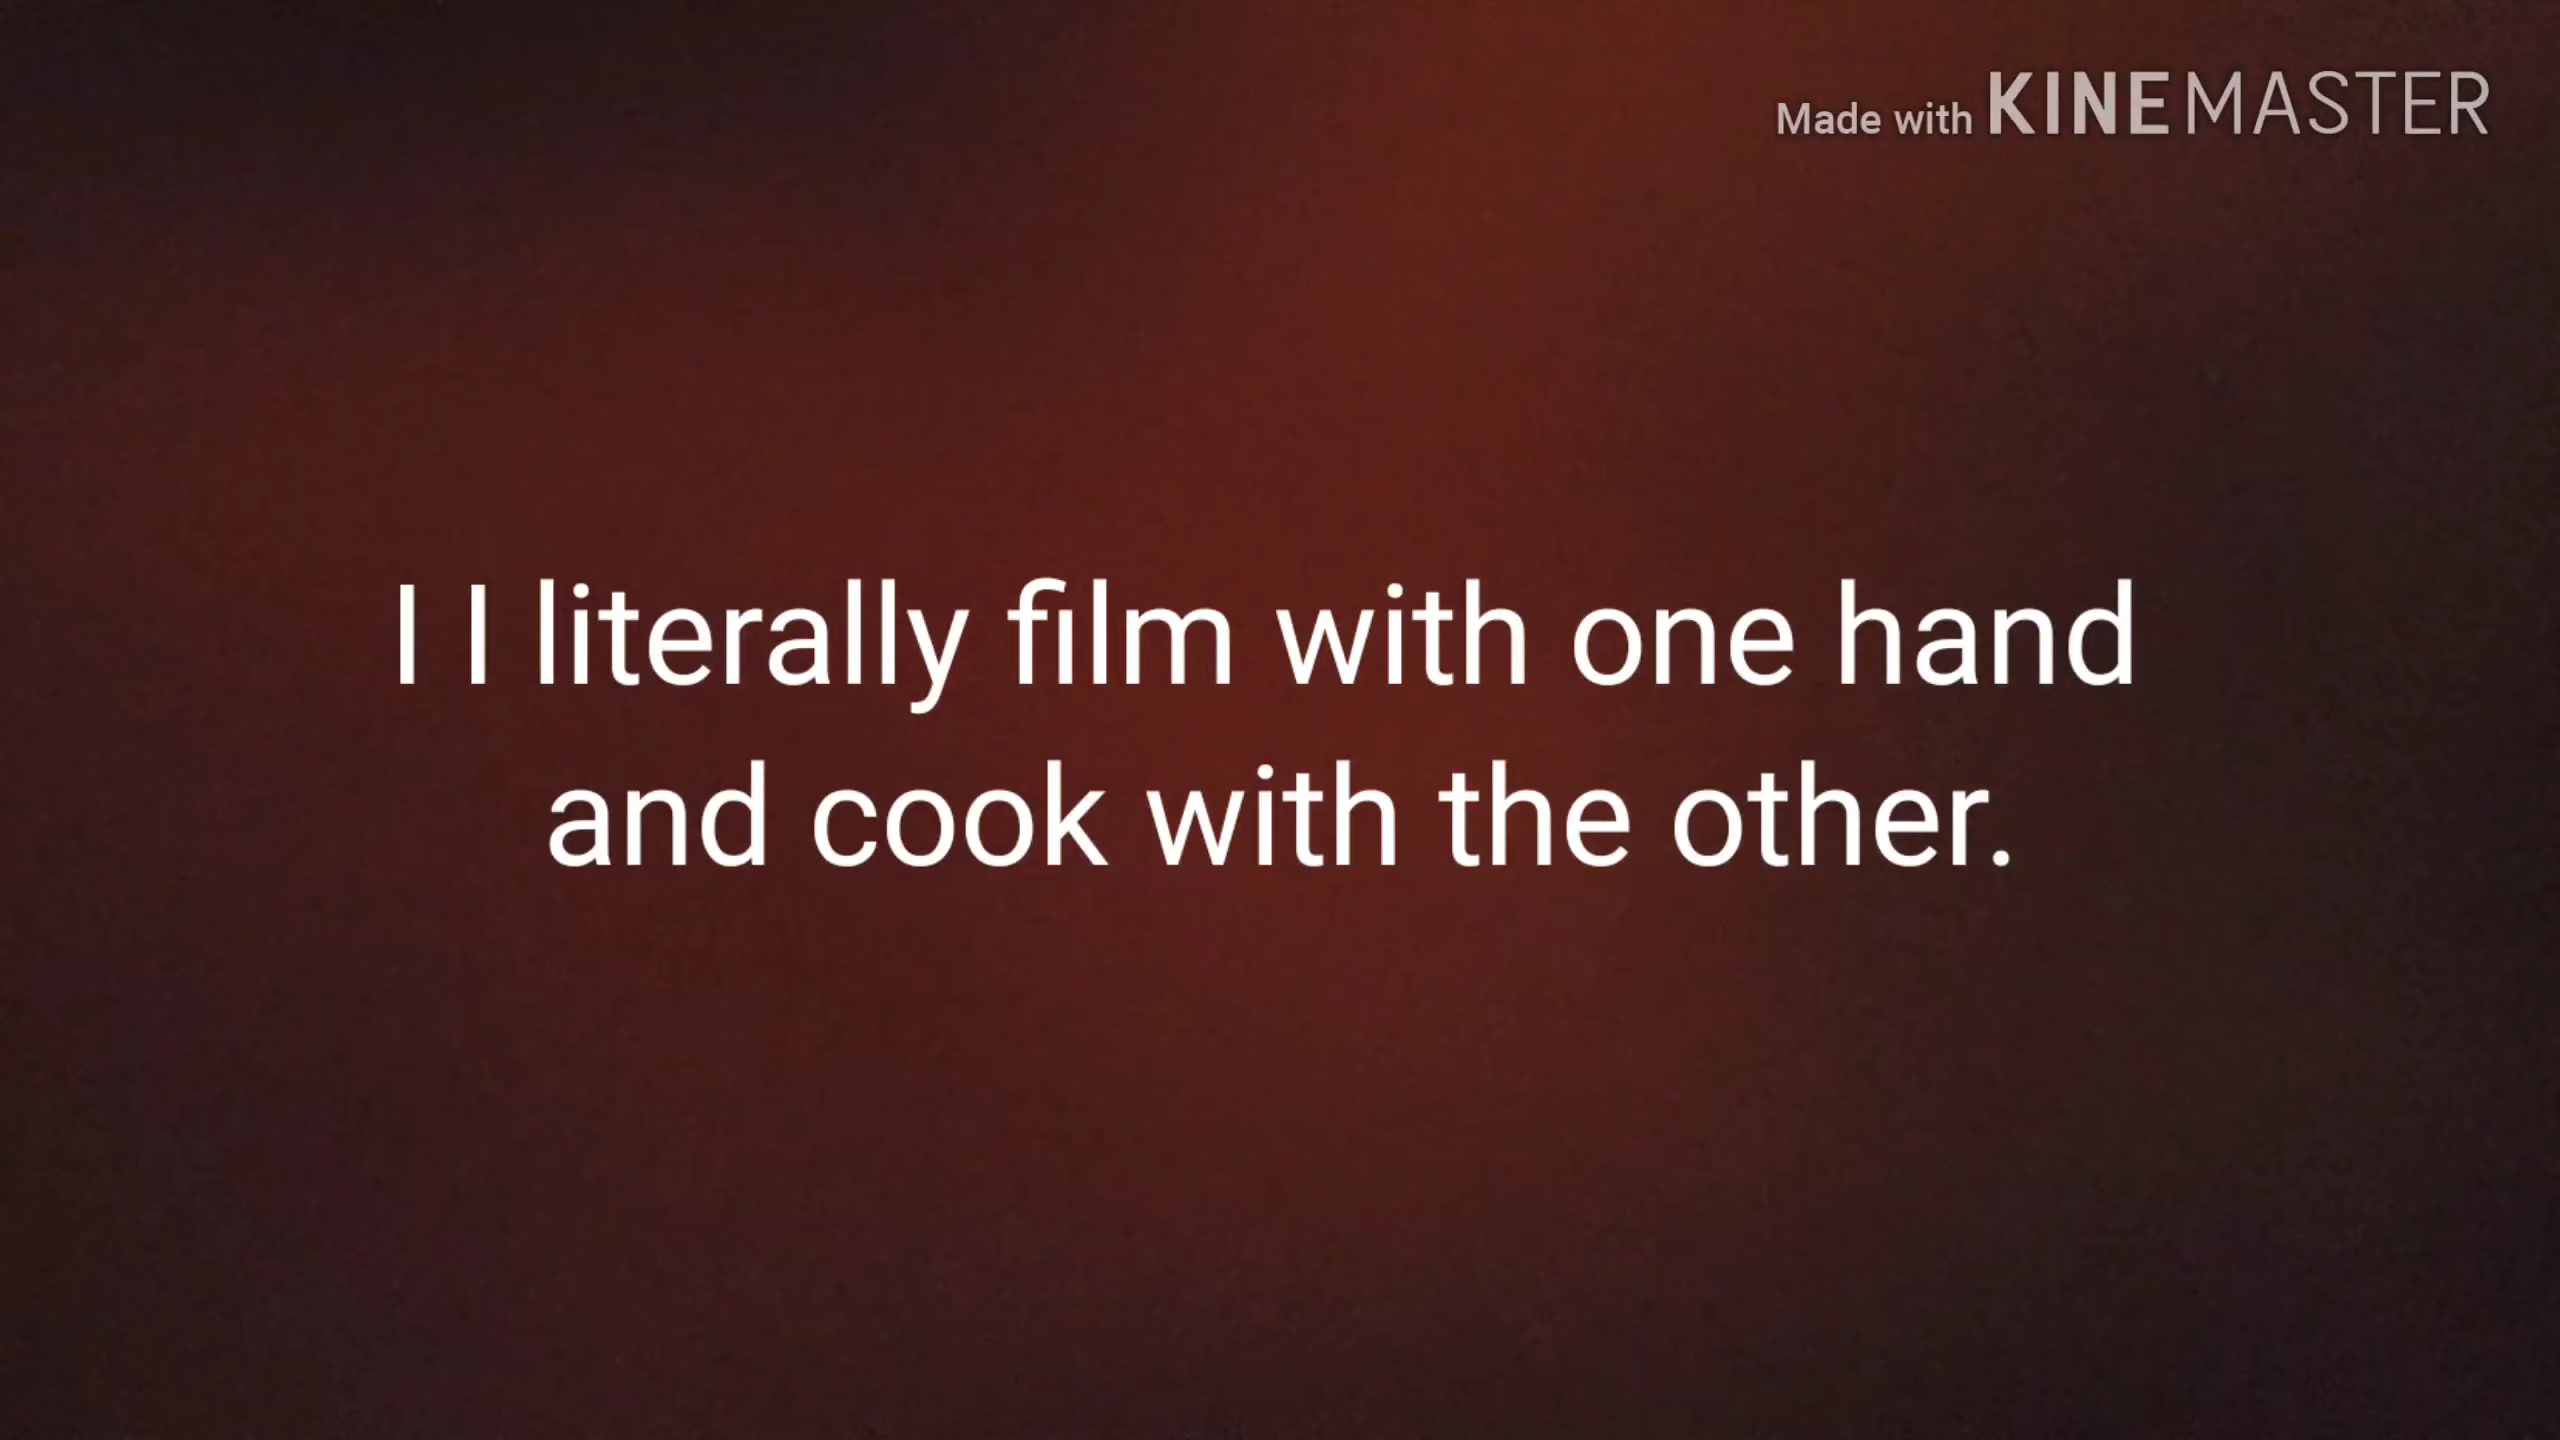 Made with KINEMASTER
I I literally film with one hand
and cook with the other.